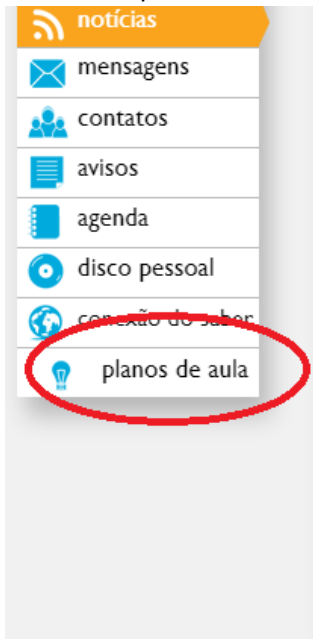 notícias
mensagens
contatos
avisos
agenda
disco pessoal
conexão do saber
planos de aula